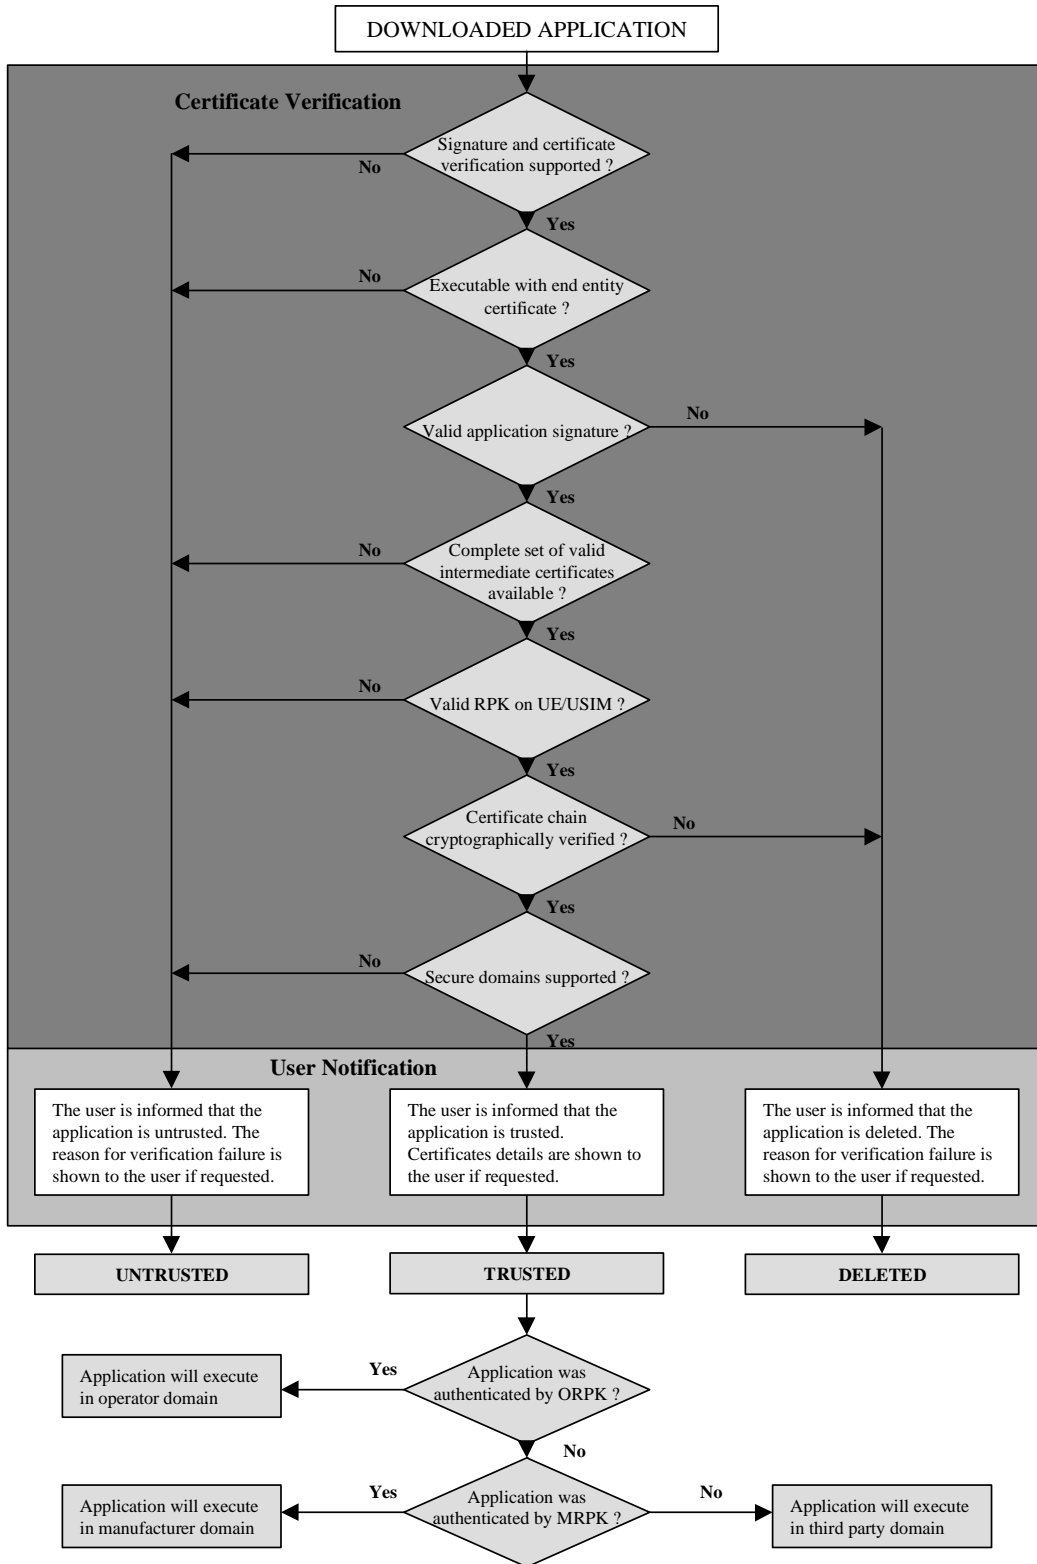 DOWNLOADED APPLICATION
Certificate Verification
Signature and certificate
verification supported ?
No
Yes
Executable with end entity
certificate ?
No
Yes
Valid application signature ?
No
Yes
Complete set of valid
intermediate certificates
available ?
No
Yes
Valid RPK on UE/USIM ?
No
Yes
Certificate chain
cryptographically verified ?
No
Yes
Secure domains supported ?
No
Yes
User Notification
The user is informed that the
application is untrusted. The
reason for verification failure is
shown to the user if requested.
The user is informed that the
application is trusted.
Certificates details are shown to
the user if requested.
The user is informed that the
application is deleted. The
reason for verification failure is
shown to the user if requested.
UNTRUSTED
TRUSTED
DELETED
Application was
authenticated by ORPK ?
Yes
Application will execute
in operator domain
No
Application was
authenticated by MRPK ?
Yes
Application will execute
in manufacturer domain
No
Application will execute
in third party domain